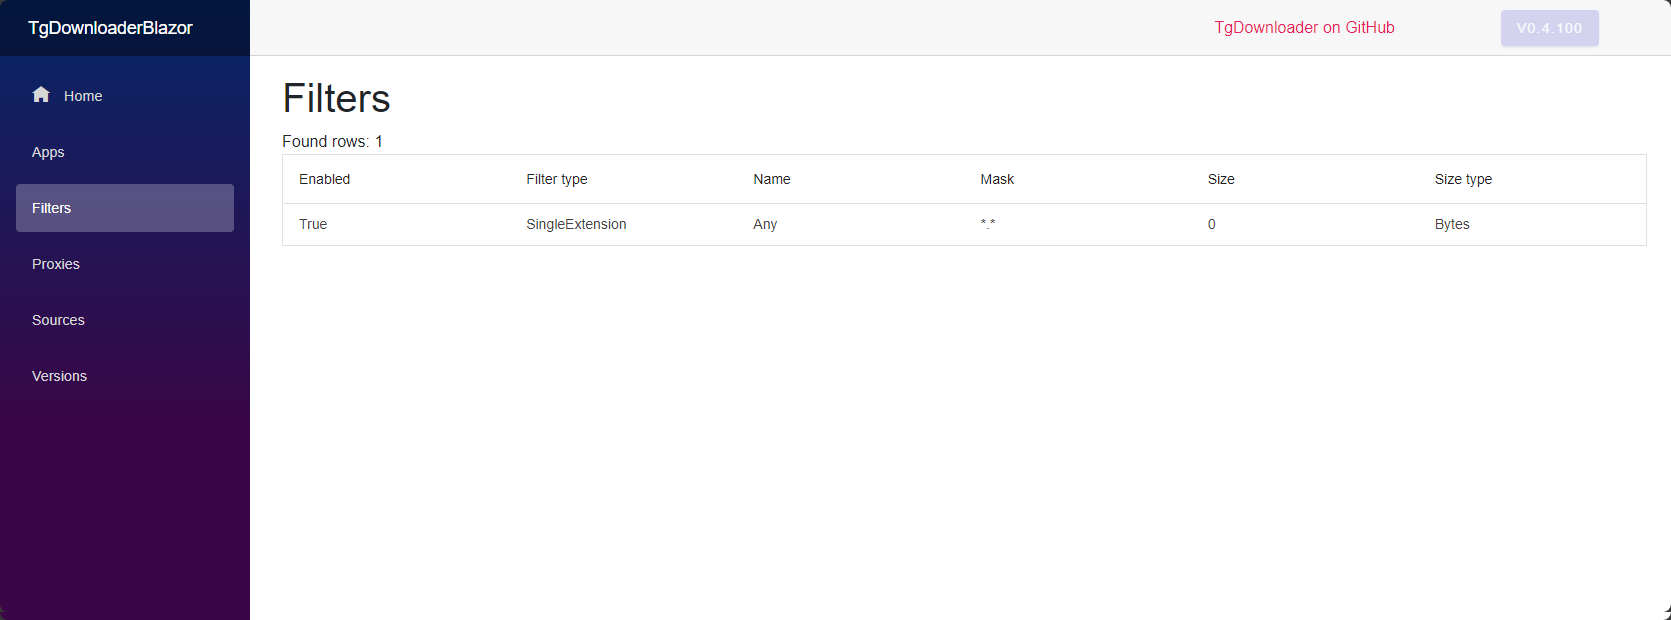 TgDownloaderBlazor
TgDownloader on GitHub
V0.4.100
Home
Apps
Filters
Proxies
Sources
Versions
Filters
Found rows: 1
Enabled Filter type Name Mask Size Size type
True SingleExtension Any *.* 0 Bytes